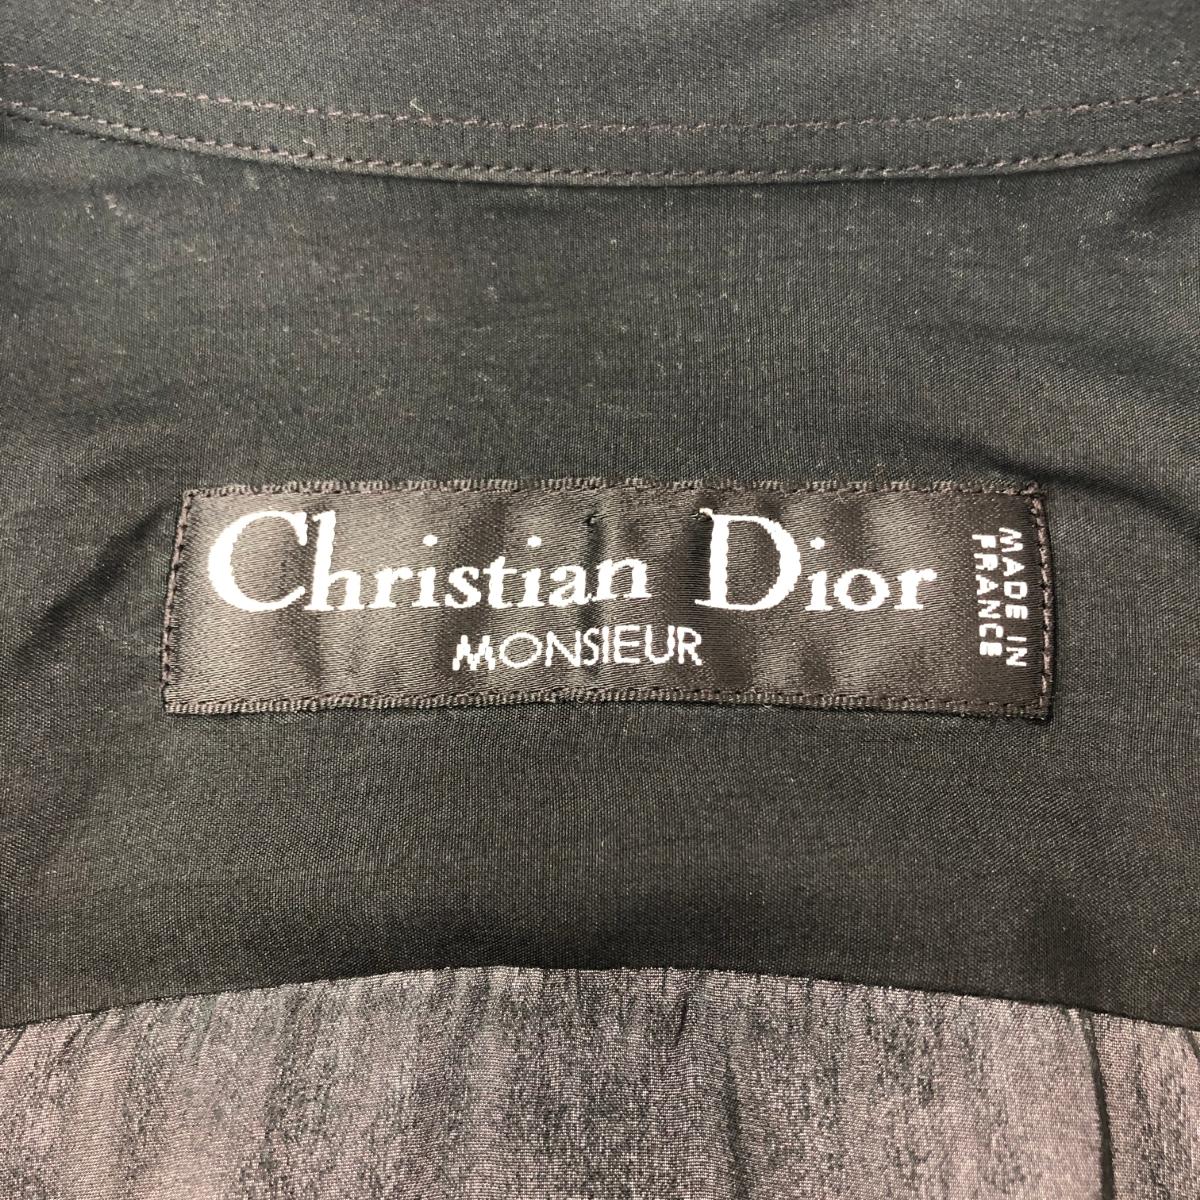 Christian Dior
MONSIEUR
MADE IN
FRANCE